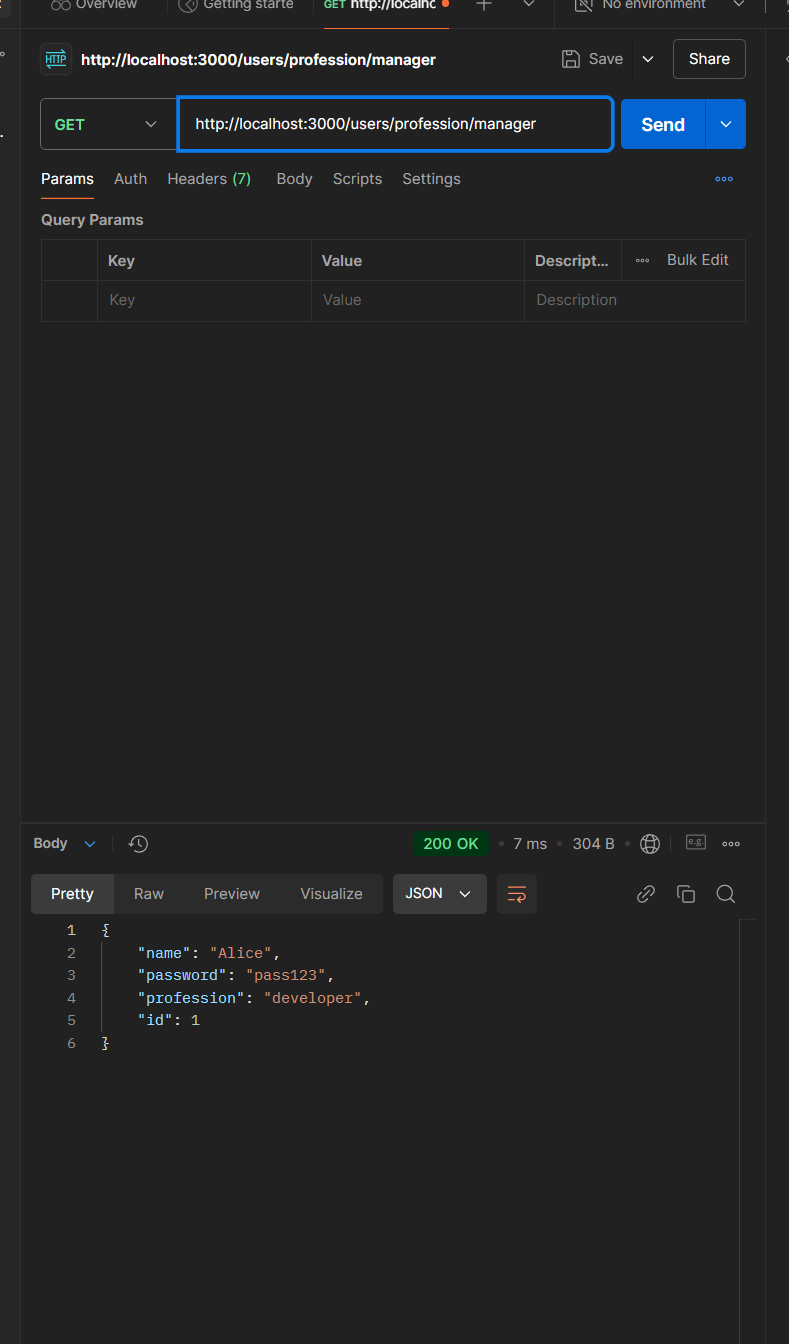 Overview Getting starte GET http://localhc No environment
HTTP http://localhost:3000/users/profession/manager Save Share
GET http://localhost:3000/users/profession/manager Send
Params Auth Headers (7) Body Scripts Settings
Query Params
Key Value Descript... Bulk Edit
Key Value Description
Body 200 OK • 7 ms • 304 B • e.g.
Pretty Raw Preview Visualize JSON
1 {
2 "name": "Alice",
3 "password": "pass123",
4 "profession": "developer",
5 "id": 1
6 }